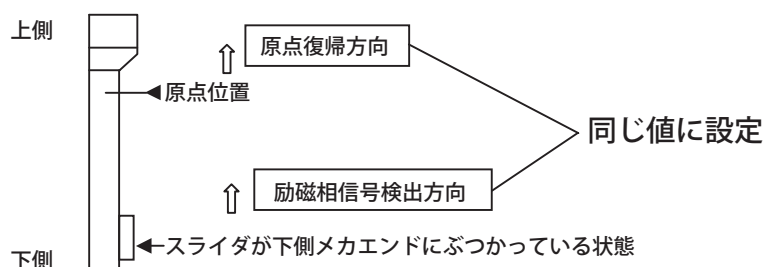 上側
原点復帰方向
原点位置
同じ値に設定
励磁相信号検出方向
スライダが下側メカエンドにぶつかっている状態
下側